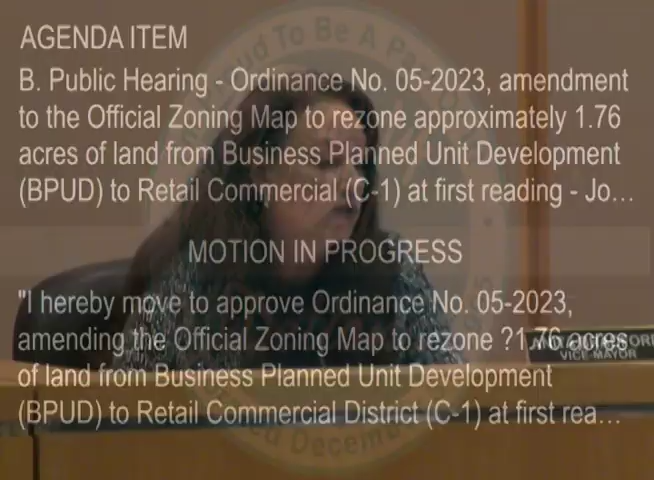 AGENDA ITEM
B. Public Hearing - Ordinance No. 05-2023, amendment
to the Official Zoning Map to rezone approximately 1.76
acres of land from Business Planned Unit Development
(BPUD) to Retail Commercial (C-1) at first reading - Jo...
MOTION IN PROGRESS
"I hereby move to approve Ordinance No. 05-2023,
amending the Official Zoning Map to rezone ?1.76 acres
of land from Business Planned Unit Development
(BPUD) to Retail Commercial District (C-1) at first rea...
VICE-MAYOR
To Be A